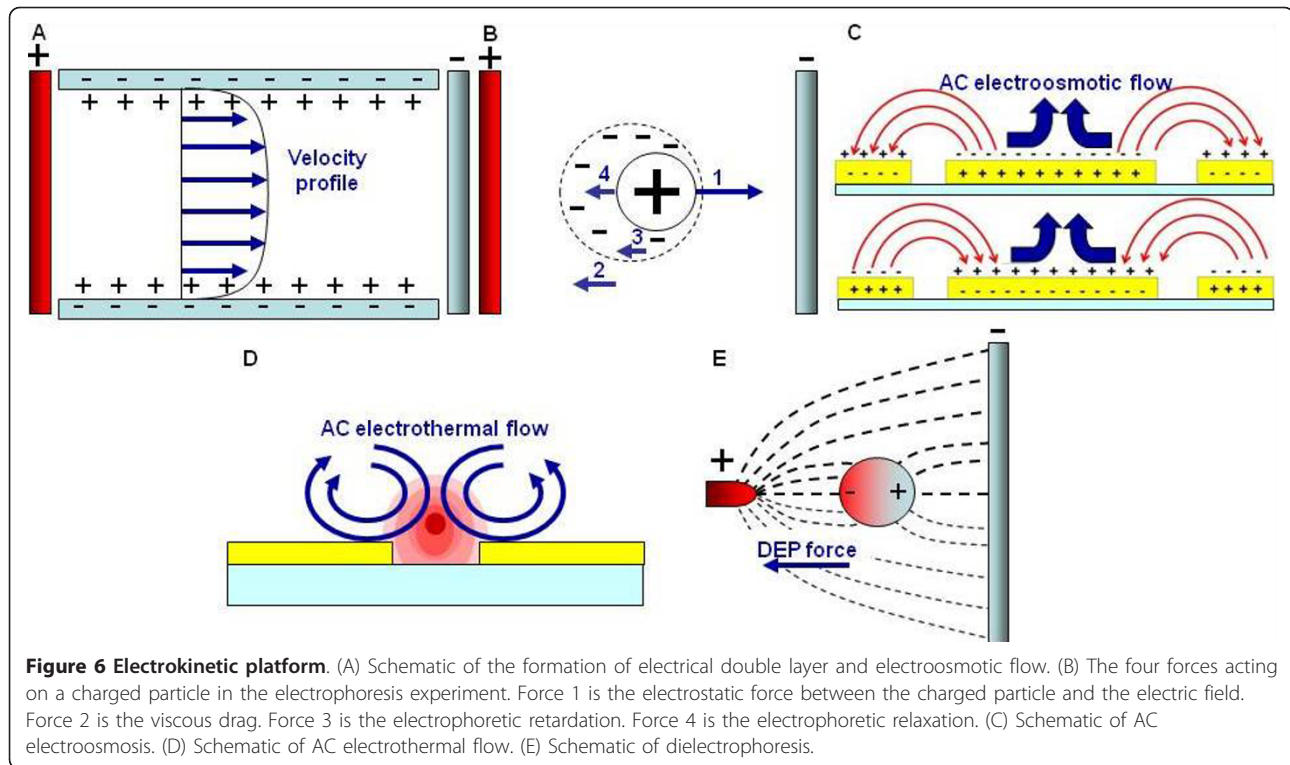 A
B
C
+
-
+
-
- - - - - - - - -
+ + + + + + + + +
Velocity
profile
+ + + + + + + + +
- - - - - - - - -
- - - - - - - - -
+
1
2
3
4
AC electroosmotic flow
+ + + +
- - - - - - - - - -
+ + + + +
- - - -
+ + + + + + + + + +
- - - -
- - - -
+ + + + + + + + + +
- - - -
+ + + +
- - - - - - - - - -
+ + + +
D
AC electrothermal flow
E
-
+
- +
DEP force
Figure 6 Electrokinetic platform. (A) Schematic of the formation of electrical double layer and electroosmotic flow. (B) The four forces acting
on a charged particle in the electrophoresis experiment. Force 1 is the electrostatic force between the charged particle and the electric field.
Force 2 is the viscous drag. Force 3 is the electrophoretic retardation. Force 4 is the electrophoretic relaxation. (C) Schematic of AC
electroosmosis. (D) Schematic of AC electrothermal flow. (E) Schematic of dielectrophoresis.